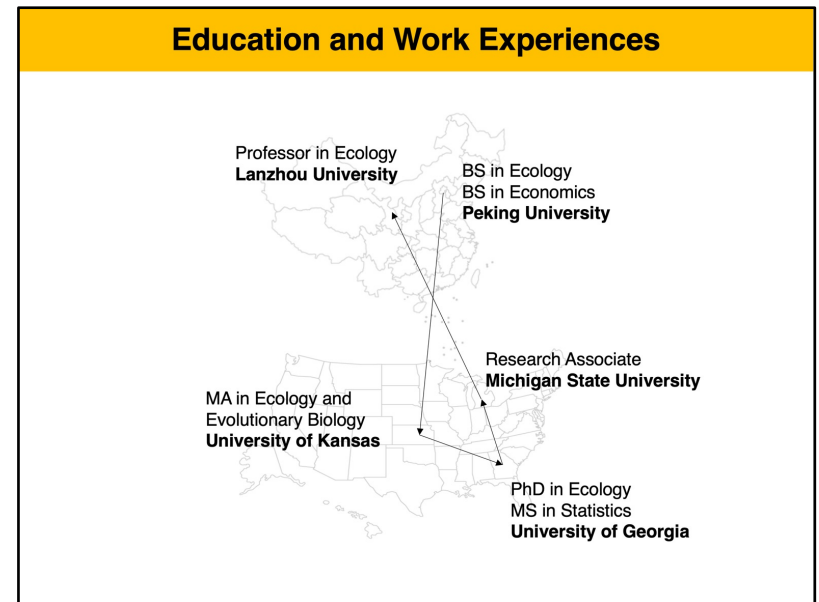 Education and Work Experiences
Professor in Ecology
Lanzhou University
BS in Ecology
BS in Economics
Peking University
Research Associate
Michigan State University
MA in Ecology and
Evolutionary Biology
University of Kansas
PhD in Ecology
MS in Statistics
University of Georgia